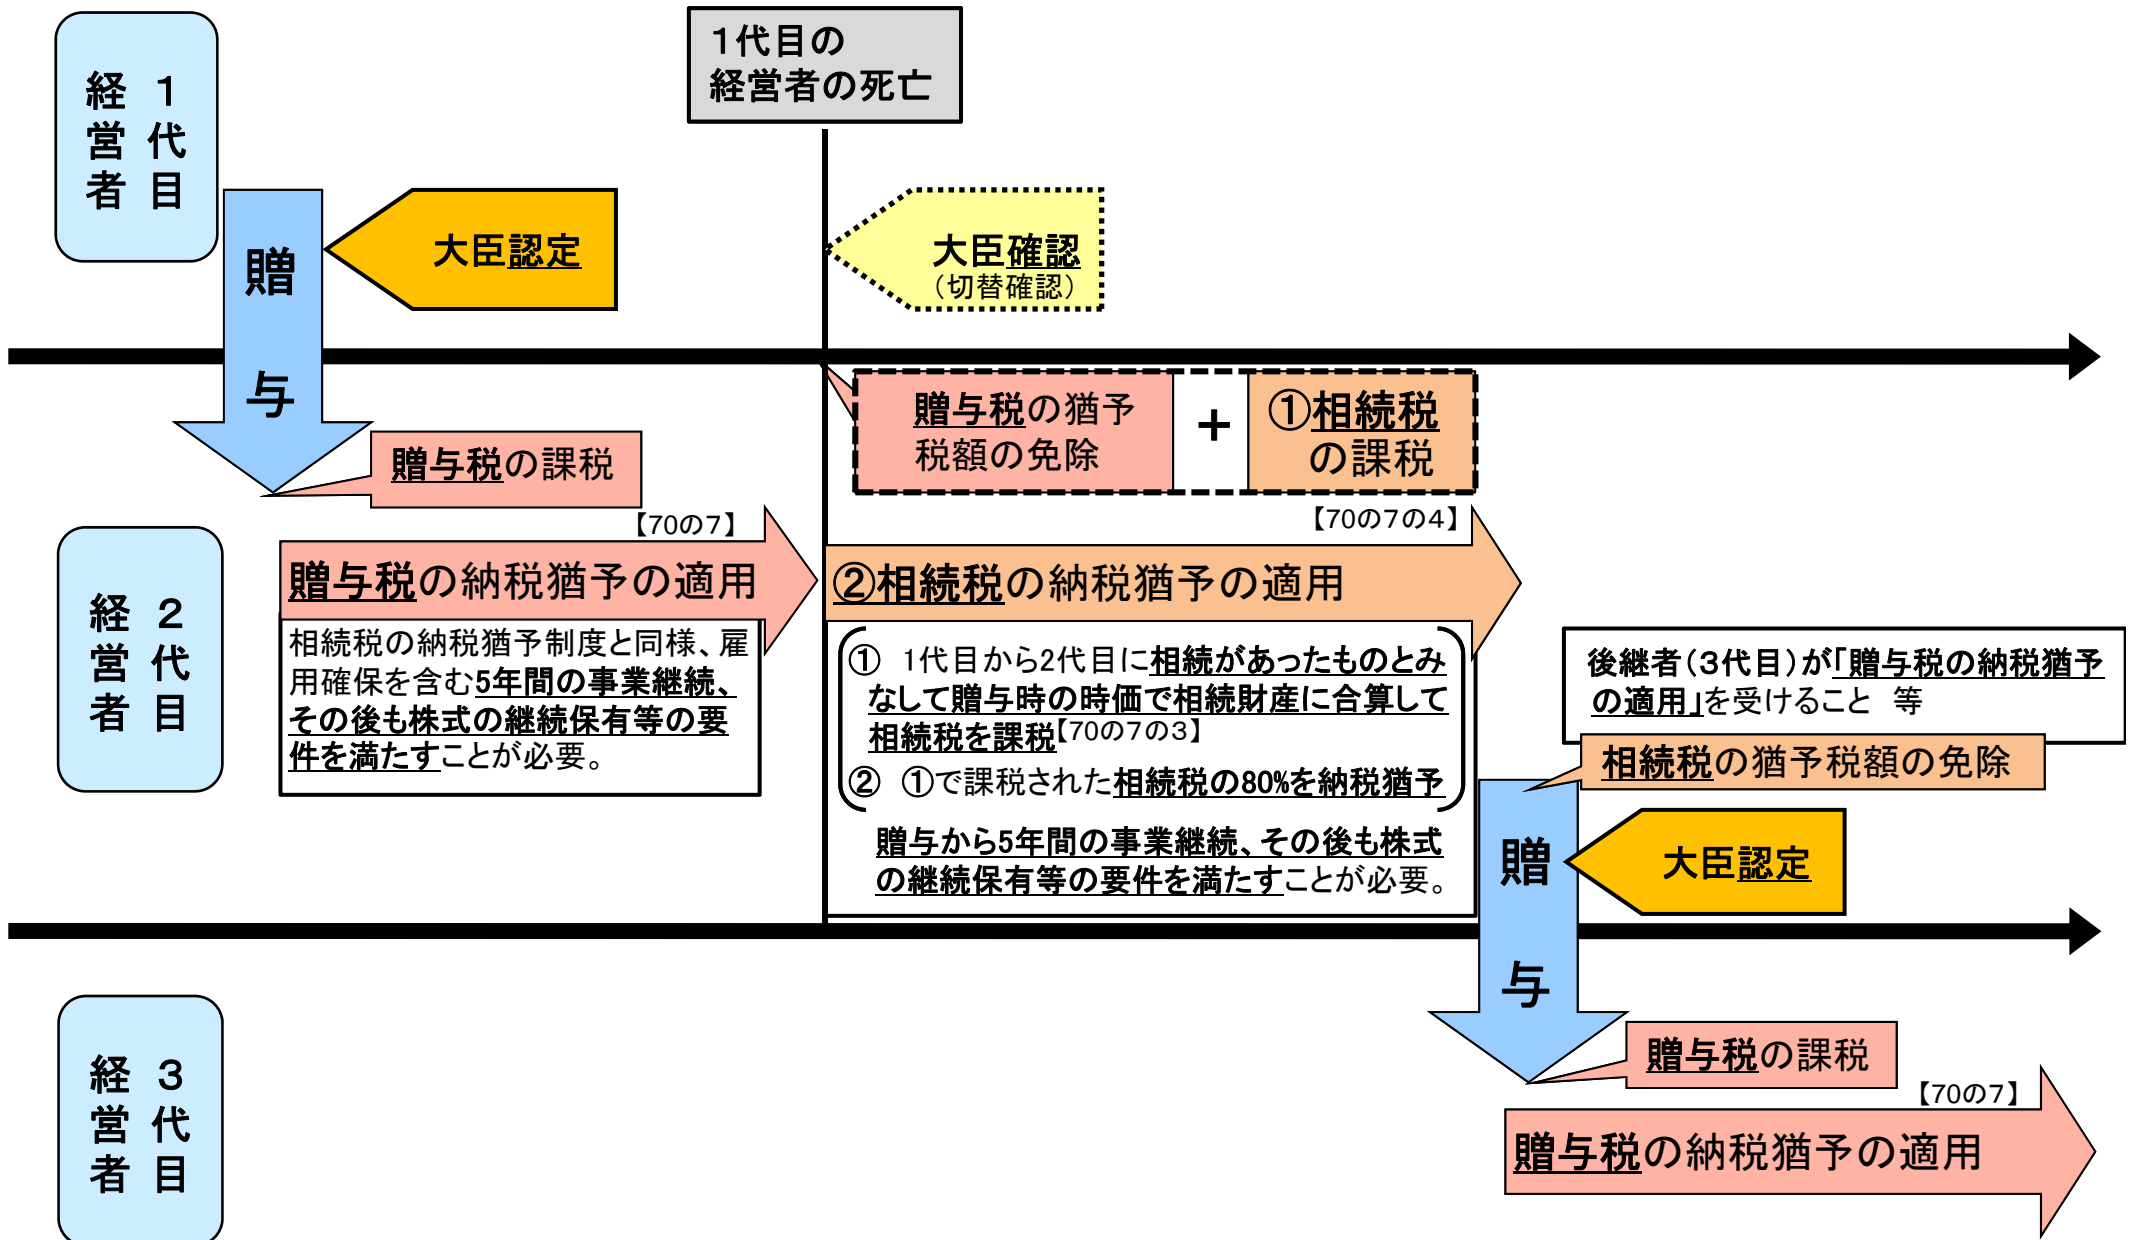 1代目
経営者
1代目の
経営者の死亡
贈与
大臣認定
大臣確認
（切替確認）
贈与税の課税
贈与税の猶予
税額の免除
＋
①相続税
の課税
2代目
経営者
【70の7】
贈与税の納税猶予の適用
相続税の納税猶予制度と同様、雇
用確保を含む5年間の事業継続、
その後も株式の継続保有等の要
件を満たすことが必要。
【70の7の4】
②相続税の納税猶予の適用
① 1代目から2代目に相続があったものとみ
なして贈与時の時価で相続財産に合算して
相続税を課税【70の7の3】
② ①で課税された相続税の80%を納税猶予
贈与から5年間の事業継続、その後も株式
の継続保有等の要件を満たすことが必要。
後継者（3代目）が「贈与税の納税猶予
の適用」を受けること 等
相続税の猶予税額の免除
贈与
大臣認定
3代目
経営者
贈与税の課税
【70の7】
贈与税の納税猶予の適用